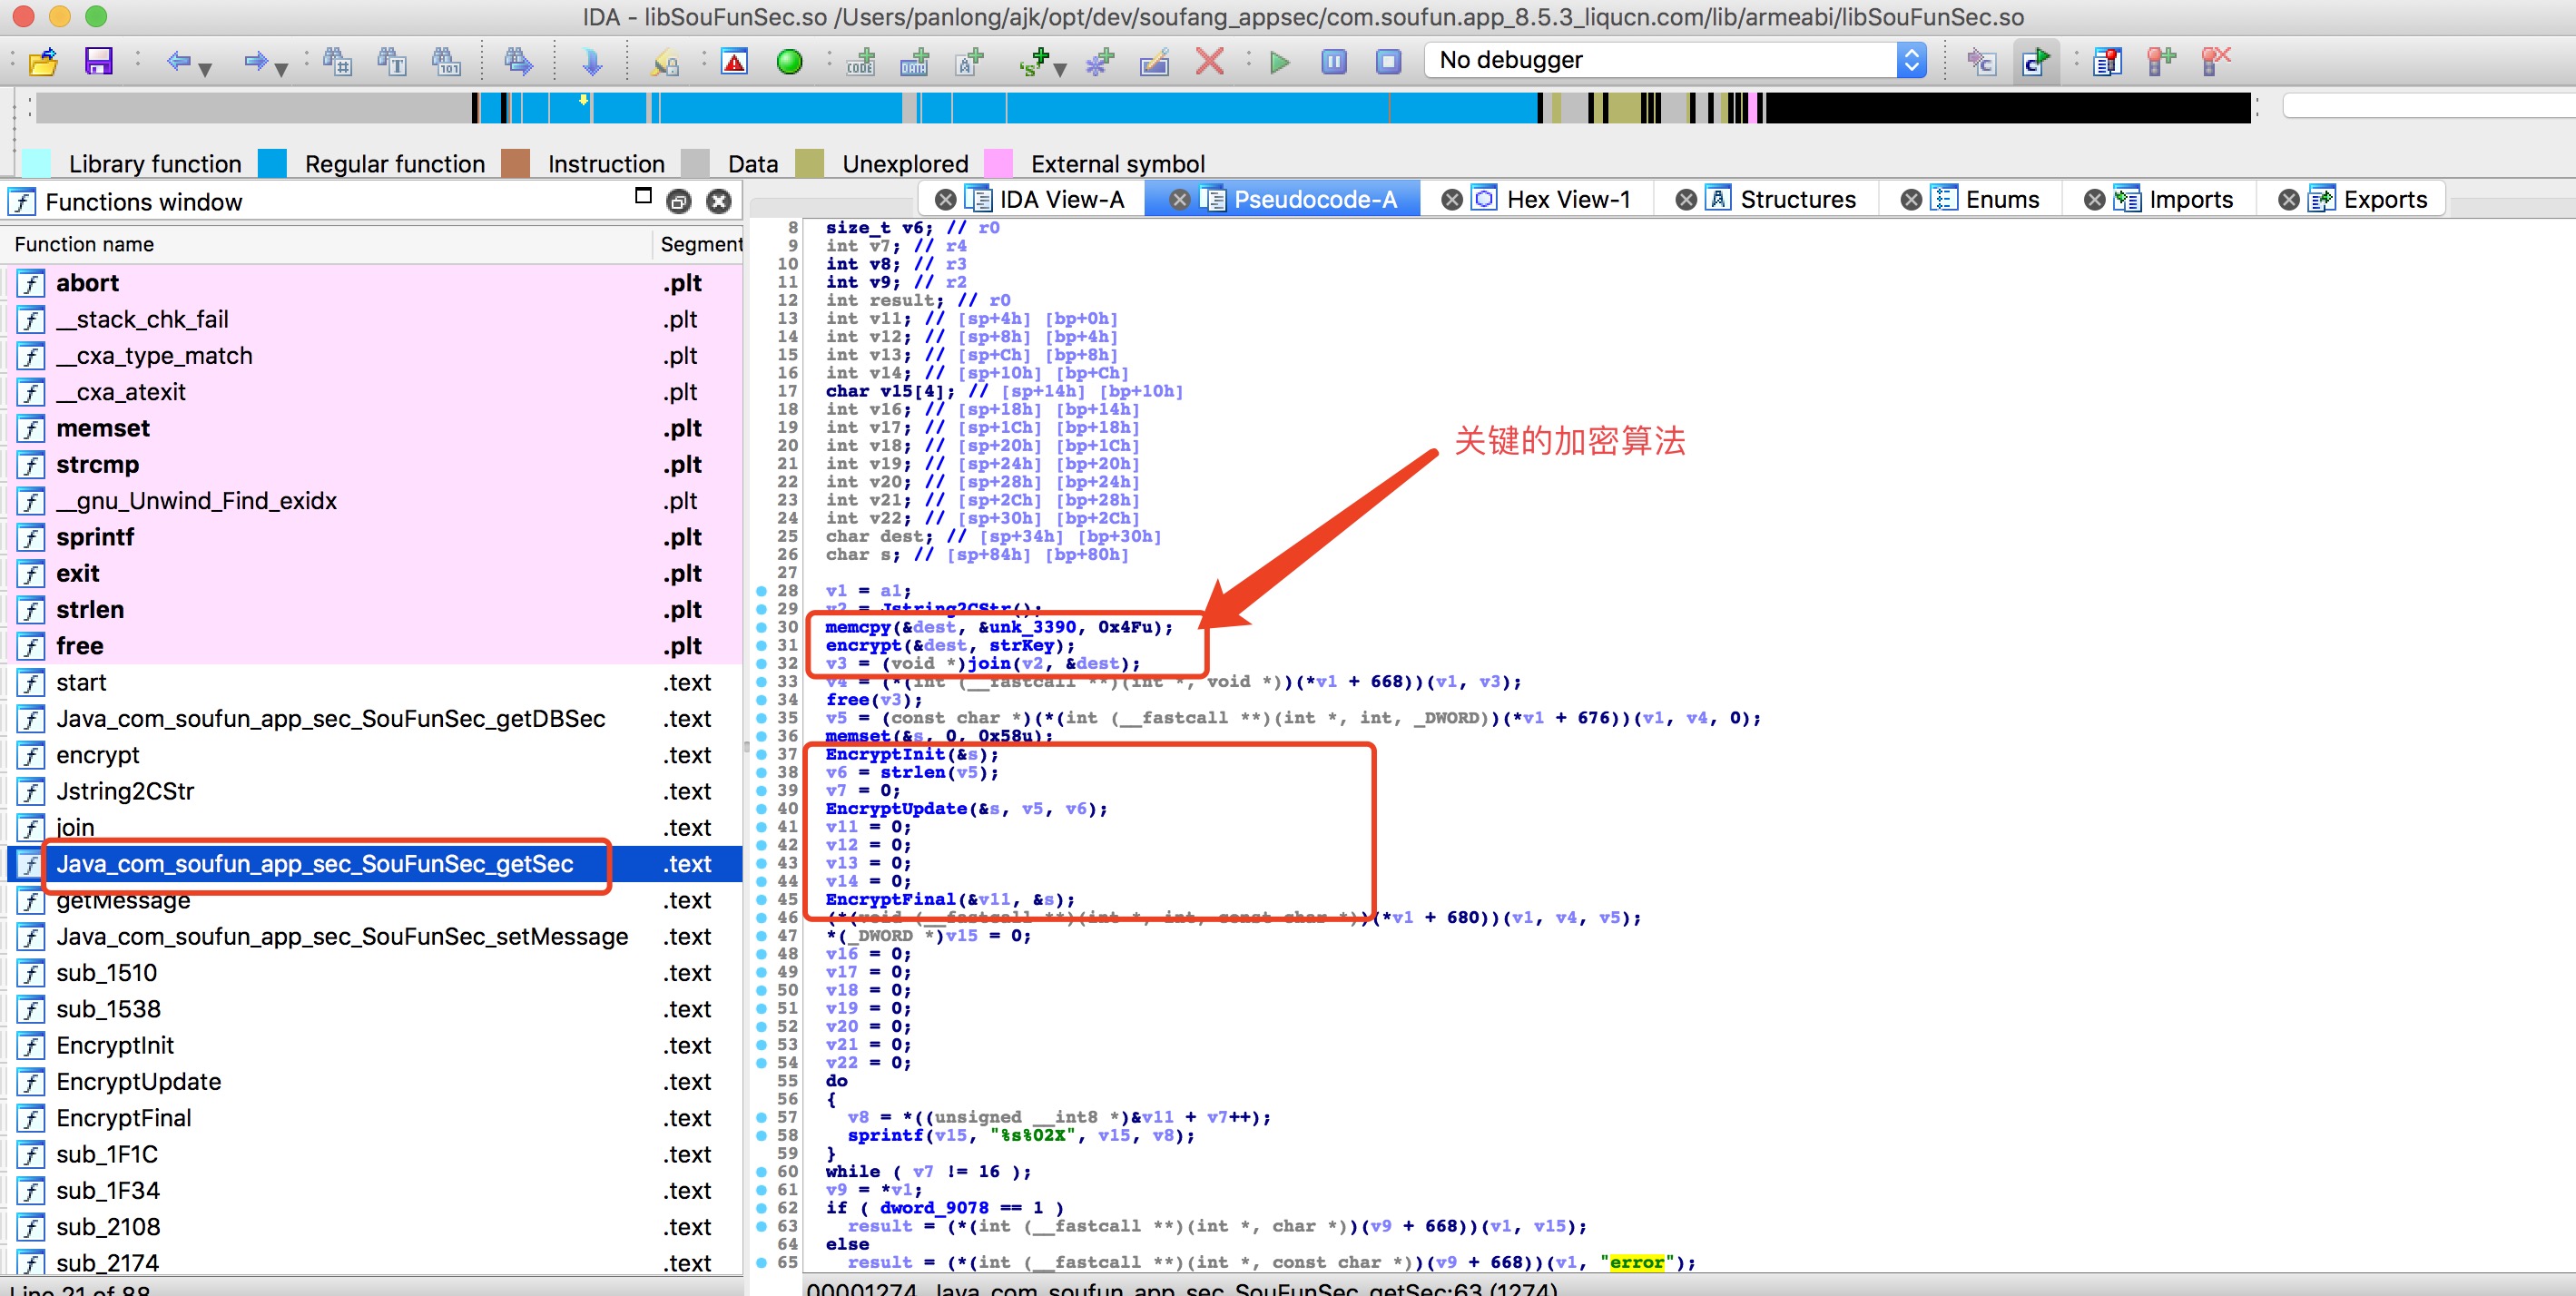 IDA - libSouFunSec.so /Users/panlong/ajk/opt/dev/soufang_appsec/com.soufun.app_8.5.3_liqucn.com/lib/armeabi/libSouFunSec.so
No debugger
Library function Regular function Instruction Data Unexplored External symbol
Functions window
IDA View-A Pseudocode-A Hex View-1 Structures Enums Imports Exports
Function name Segment
abort .plt
__stack_chk_fail .plt
__cxa_type_match .plt
__cxa_atexit .plt
memset .plt
strcmp .plt
__gnu_Unwind_Find_exidx .plt
sprintf .plt
exit .plt
strlen .plt
free .plt
start .text
Java_com_soufun_app_sec_SouFunSec_getDBSec .text
encrypt .text
Jstring2CStr .text
join .text
Java_com_soufun_app_sec_SouFunSec_getSec .text
getMessage .text
Java_com_soufun_app_sec_SouFunSec_setMessage .text
sub_1510 .text
sub_1538 .text
EncryptInit .text
EncryptUpdate .text
EncryptFinal .text
sub_1F1C .text
sub_1F34 .text
sub_2108 .text
sub_2174 .text
Line 21 of 88
8 size_t v6; // r0
9 int v7; // r4
10 int v8; // r3
11 int v9; // r2
12 int result; // r0
13 int v11; // [sp+4h] [bp+0h]
14 int v12; // [sp+8h] [bp+4h]
15 int v13; // [sp+Ch] [bp+8h]
16 int v14; // [sp+10h] [bp+Ch]
17 char v15[4]; // [sp+14h] [bp+10h]
18 int v16; // [sp+18h] [bp+14h]
19 int v17; // [sp+1Ch] [bp+18h]
20 int v18; // [sp+20h] [bp+1Ch]
21 int v19; // [sp+24h] [bp+20h]
22 int v20; // [sp+28h] [bp+24h]
23 int v21; // [sp+2Ch] [bp+28h]
24 int v22; // [sp+30h] [bp+2Ch]
25 char dest; // [sp+34h] [bp+30h]
26 char s; // [sp+84h] [bp+80h]
27
关键的加密算法
28 v1 = a1;
29 v2 = Jstring2CStr();
30 memcpy(&dest, &unk_3390, 0x4Fu);
31 encrypt(&dest, strKey);
32 v3 = (void *)join(v2, &dest);
33 v4 = (*(int (__fastcall **)(int *, void *))(*v1 + 668))(v1, v3);
34 free(v3);
35 v5 = (const char *)(*(int (__fastcall **)(int *, int, _DWORD))(*v1 + 676))(v1, v4, 0);
36 memset(&s, 0, 0x58u);
37 EncryptInit(&s);
38 v6 = strlen(v5);
39 v7 = 0;
40 EncryptUpdate(&s, v5, v6);
41 v11 = 0;
42 v12 = 0;
43 v13 = 0;
44 v14 = 0;
45 EncryptFinal(&v11, &s);
46 (*(void (__fastcall **)(int *, int, const char *))(*v1 + 680))(v1, v4, v5);
47 *(_DWORD *)v15 = 0;
48 v16 = 0;
49 v17 = 0;
50 v18 = 0;
51 v19 = 0;
52 v20 = 0;
53 v21 = 0;
54 v22 = 0;
55 do
56 {
57 v8 = *((unsigned __int8 *)&v11 + v7++);
58 sprintf(v15, "%s%02X", v15, v8);
59 }
60 while ( v7 != 16 );
61 v9 = *v1;
62 if ( dword_9078 == 1 )
63 result = (*(int (__fastcall **)(int *, char *))(v9 + 668))(v1, v15);
64 else
65 result = (*(int (__fastcall **)(int *, const char *))(v9 + 668))(v1, "error");
00001274 Java_com_soufun_app_sec_SouFunSec_getSec:63 (1274)